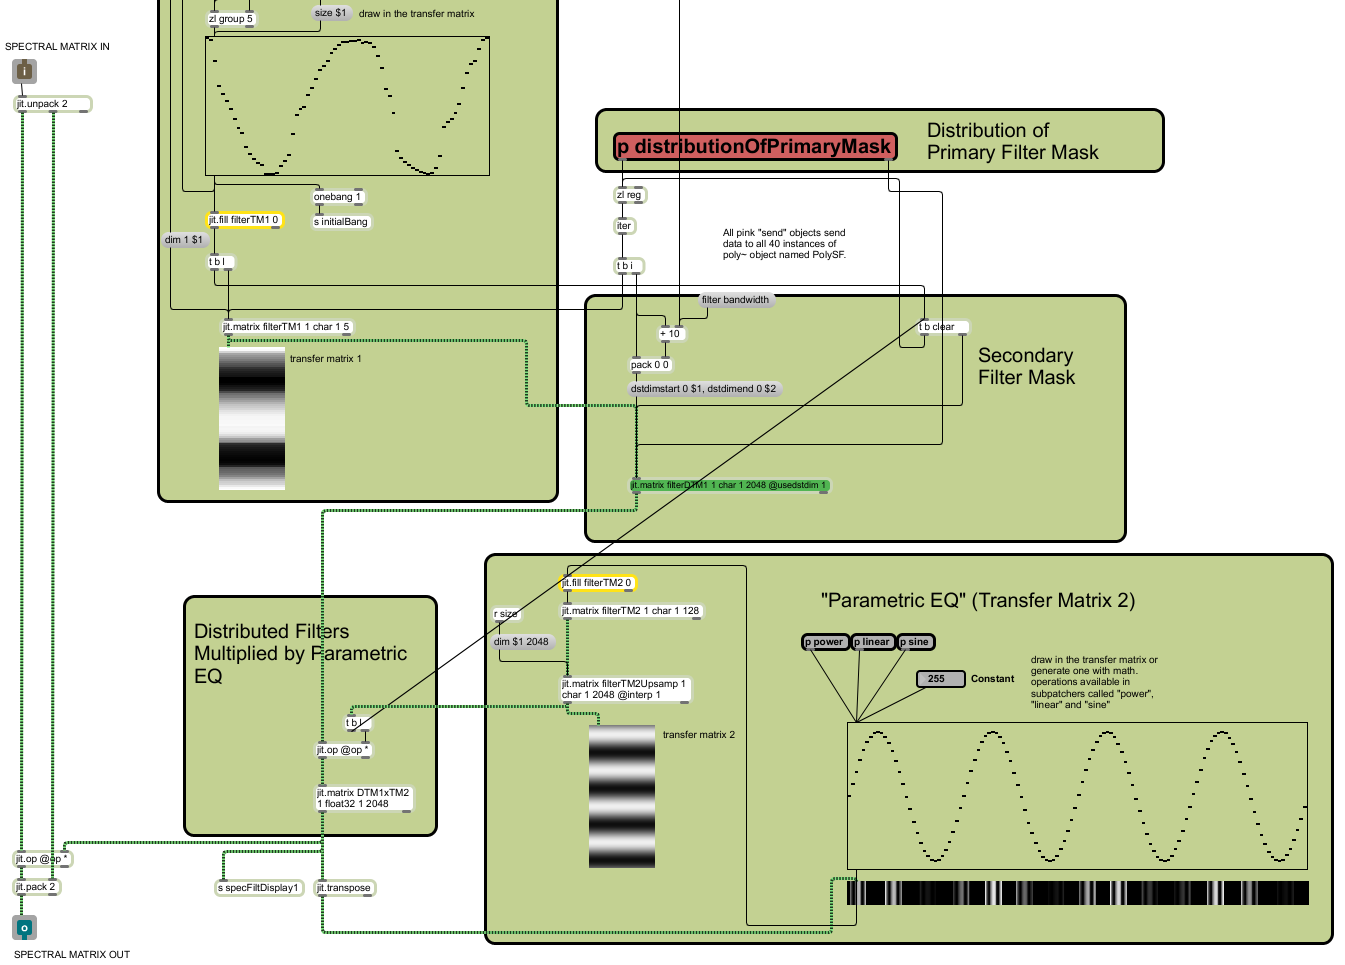 zl group 5
size $1
draw in the transfer matrix
SPECTRAL MATRIX IN
i
jit.unpack 2
p distributionOfPrimaryMask
Distribution of
Primary Filter Mask
onebang 1
s initialBang
jit.fill filterTM1 0
dim 1 $1
t b l
zl reg
iter
t b i
All pink "send" objects send
data to all 40 instances of
poly~ object named PolySF.
filter bandwidth
jit.matrix filterTM1 1 char 1 5
transfer matrix 1
+ 10
t b clear
pack 0 0
Secondary
Filter Mask
dstdimstart 0 $1, dstdimend 0 $2
jit.matrix filterDTM1 1 char 1 2048 @usedstdim 1
jit.fill filterTM2 0
r size
jit.matrix filterTM2 1 char 1 128
dim $1 2048
"Parametric EQ" (Transfer Matrix 2)
p power
p linear
p sine
255
Constant
draw in the transfer matrix or
generate one with math.
operations available in
subpatchers called "power",
"linear" and "sine"
Distributed Filters
Multiplied by Parametric
EQ
jit.matrix filterTM2Upsamp 1
char 1 2048 @interp 1
transfer matrix 2
t b l
jit.op @op *
jit.matrix DTM1xTM2
1 float32 1 2048
jit.op @op *
jit.pack 2
s specFiltDisplay1
jit.transpose
o
SPECTRAL MATRIX OUT